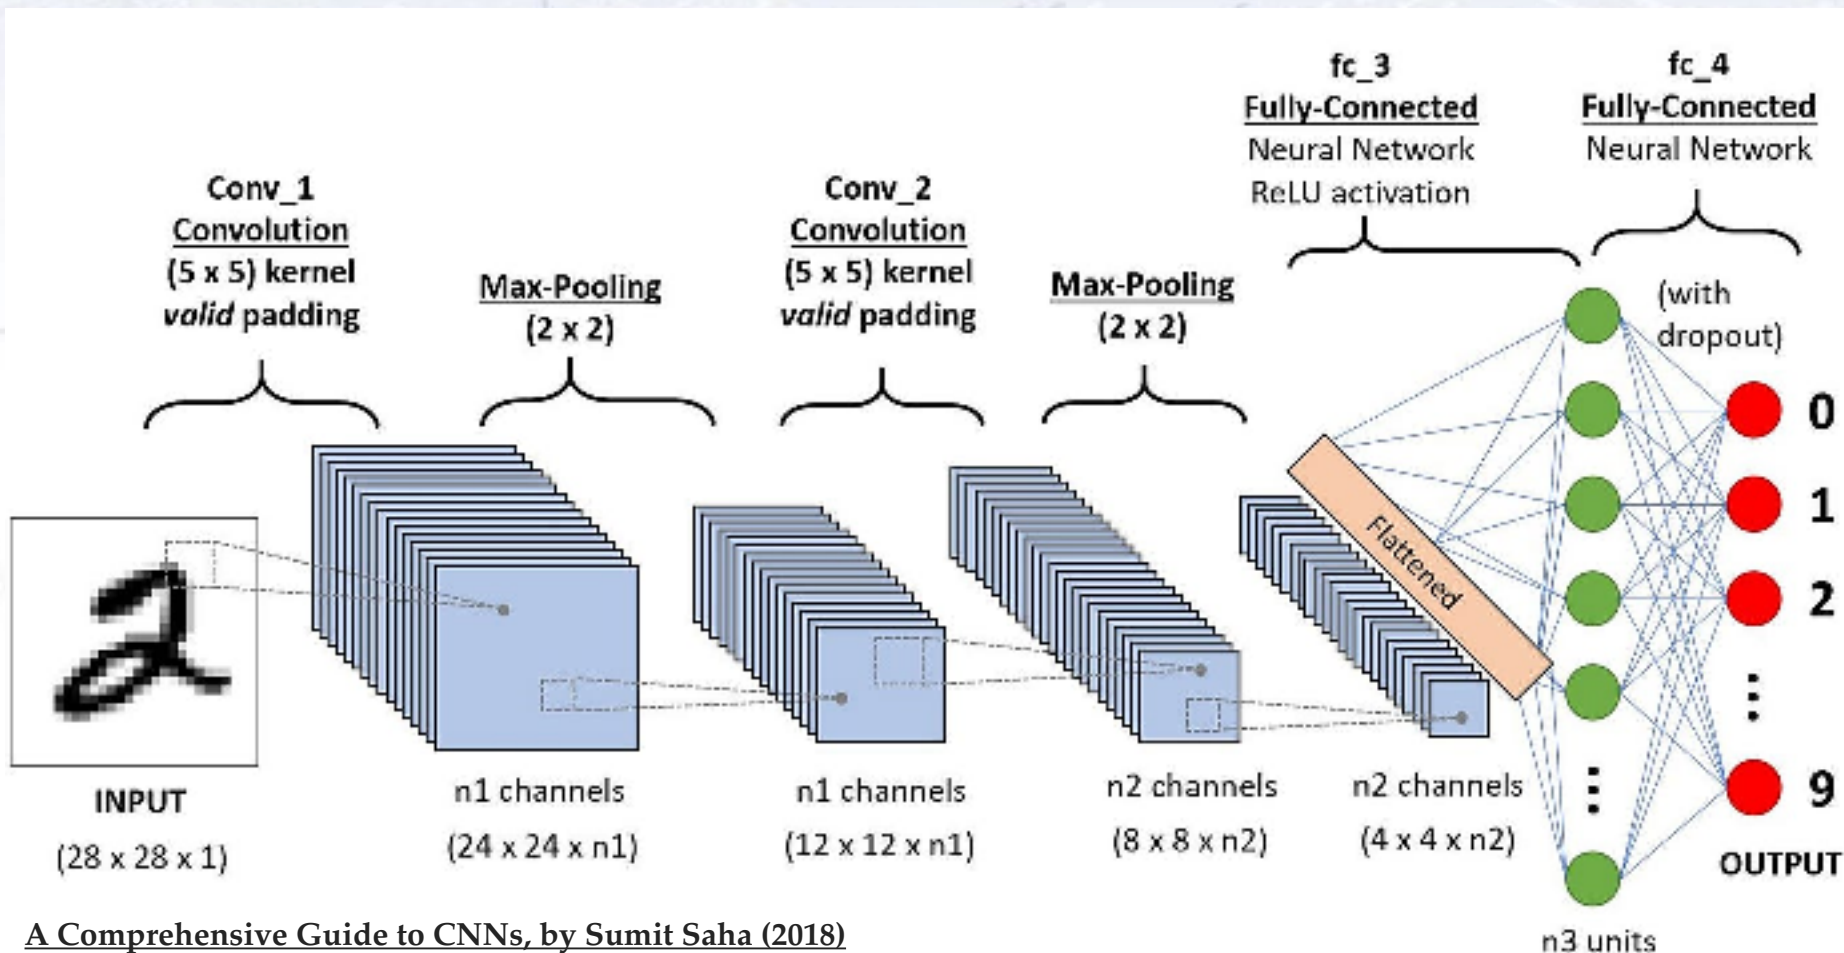 fc_3
Fully-Connected
Neural Network
ReLU activation
fc_4
Fully-Connected
Neural Network
Conv_1
Convolution
(5 x 5) kernel
valid padding
Max-Pooling
(2 x 2)
Conv_2
Convolution
(5 x 5) kernel
valid padding
Max-Pooling
(2 x 2)
(with
dropout)
Flattened
0
1
2
9
INPUT
(28 x 28 x 1)
n1 channels
(24 x 24 x n1)
n1 channels
(12 x 12 x n1)
n2 channels
(8 x 8 x n2)
n2 channels
(4 x 4 x n2)
OUTPUT
n3 units
A Comprehensive Guide to CNNs, by Sumit Saha (2018)